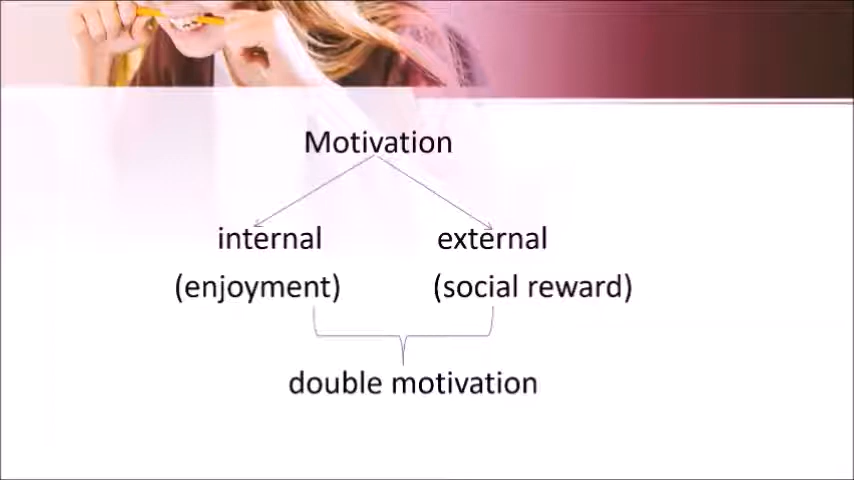 Motivation
internal external
(enjoyment) (social reward)
double motivation